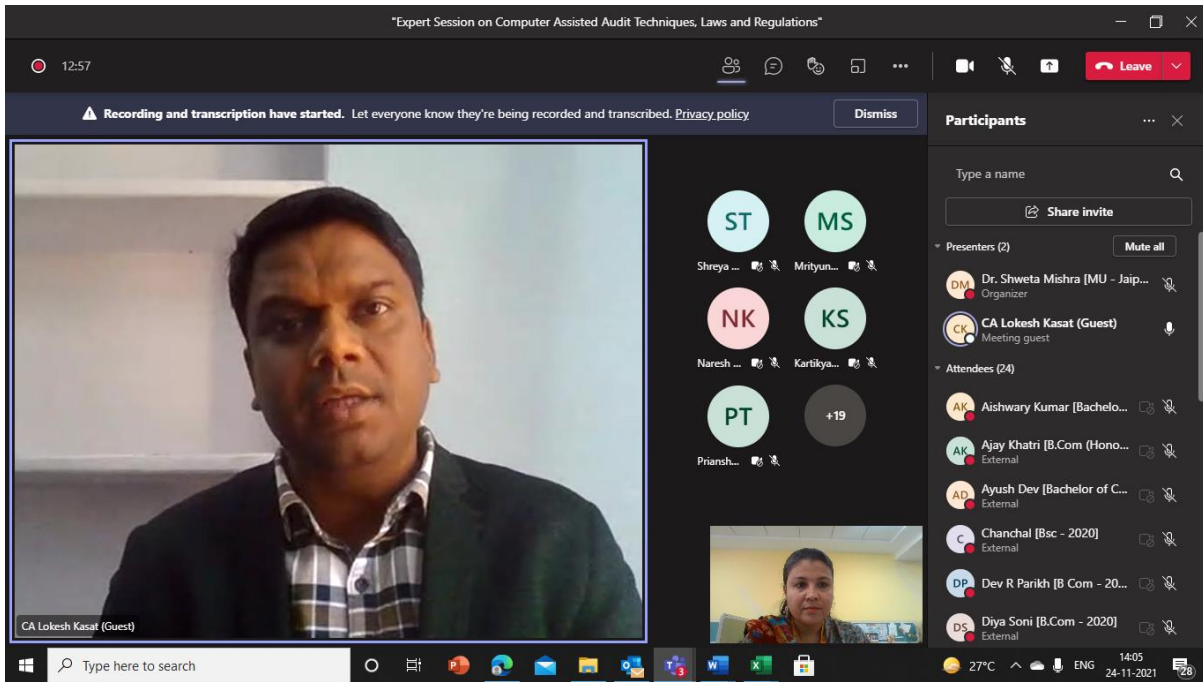 "Expert Session on Computer Assisted Audit Techniques, Laws and Regulations"
12:57
Leave
Recording and transcription have started. Let everyone know they're being recorded and transcribed. Privacy policy
Dismiss
CA Lokesh Kasat (Guest)
ST
MS
Shreya ...
Mrityun...
NK
KS
Naresh ...
Kartikya...
PT
+19
Priansh...
Participants
Type a name
Share invite
Presenters (2)
Mute all
DM
Dr. Shweta Mishra [MU - Jaip...
Organizer
CK
CA Lokesh Kasat (Guest)
Meeting guest
Attendees (24)
AK
Aishwary Kumar [Bachelo...
AK
Ajay Khatri [B.Com (Hono...
External
AD
Ayush Dev [Bachelor of C...
External
C
Chanchal [Bsc - 2020]
External
DP
Dev R Parikh [B Com - 20...
DS
Diya Soni [B.Com - 2020]
External
Type here to search
27°C
ENG
14:05
24-11-2021
28